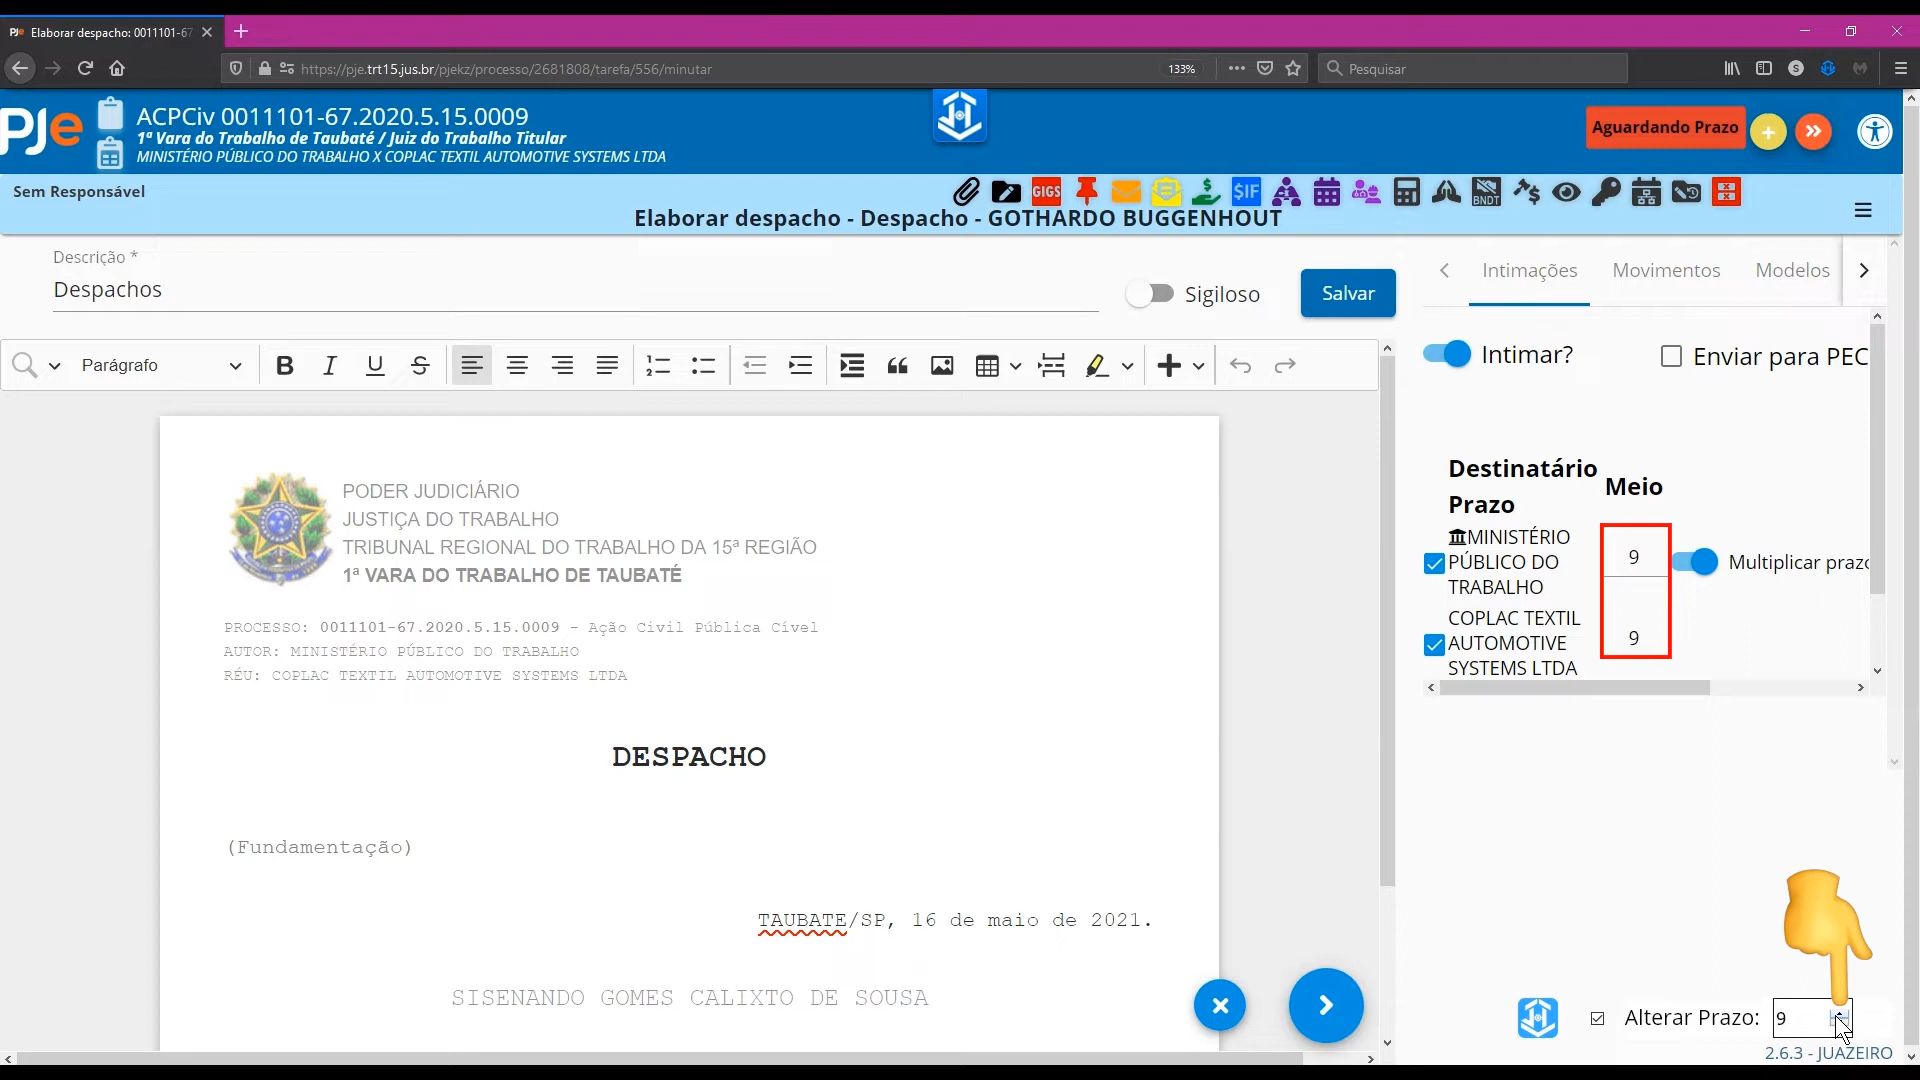 PJe Elaborar despacho: 0011101-67
https://pje.trt15.jus.br/pjekz/processo/2681808/tarefa/556/minutar
133%
Pesquisar
PJe
ACPCiv 0011101-67.2020.5.15.0009
1ª Vara do Trabalho de Taubaté / Juiz do Trabalho Titular
MINISTÉRIO PÚBLICO DO TRABALHO X COPLAC TEXTIL AUTOMOTIVE SYSTEMS LTDA
Aguardando Prazo
Sem Responsável
GIGS
$IF
BNDT
Elaborar despacho - Despacho - GOTHARDO BUGGENHOUT
Descrição *
Despachos
Sigiloso
Salvar
Intimações
Movimentos
Modelos
Parágrafo
B I U S
Intimar?
Enviar para PEC
Destinatário
Prazo
Meio
MINISTÉRIO
PÚBLICO DO
TRABALHO
9
Multiplicar prazo
COPLAC TEXTIL
AUTOMOTIVE
SYSTEMS LTDA
9
PODER JUDICIÁRIO
JUSTIÇA DO TRABALHO
TRIBUNAL REGIONAL DO TRABALHO DA 15ª REGIÃO
1ª VARA DO TRABALHO DE TAUBATÉ
PROCESSO: 0011101-67.2020.5.15.0009 - Ação Civil Pública Cível
AUTOR: MINISTÉRIO PÚBLICO DO TRABALHO
RÉU: COPLAC TEXTIL AUTOMOTIVE SYSTEMS LTDA
DESPACHO
(Fundamentação)
TAUBATE/SP, 16 de maio de 2021.
SISENANDO GOMES CALIXTO DE SOUSA
Alterar Prazo: 9
2.6.3 - JUAZEIRO